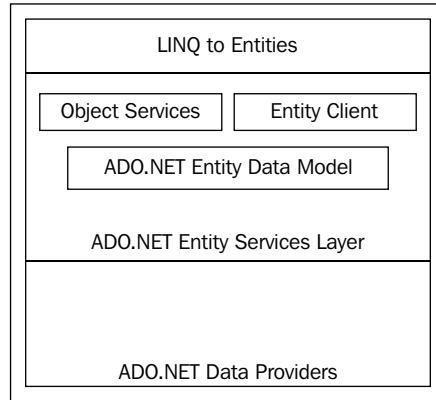 LINQ to Entities
Object Services
Entity Client
ADO.NET Entity Data Model
ADO.NET Entity Services Layer
ADO.NET Data Providers